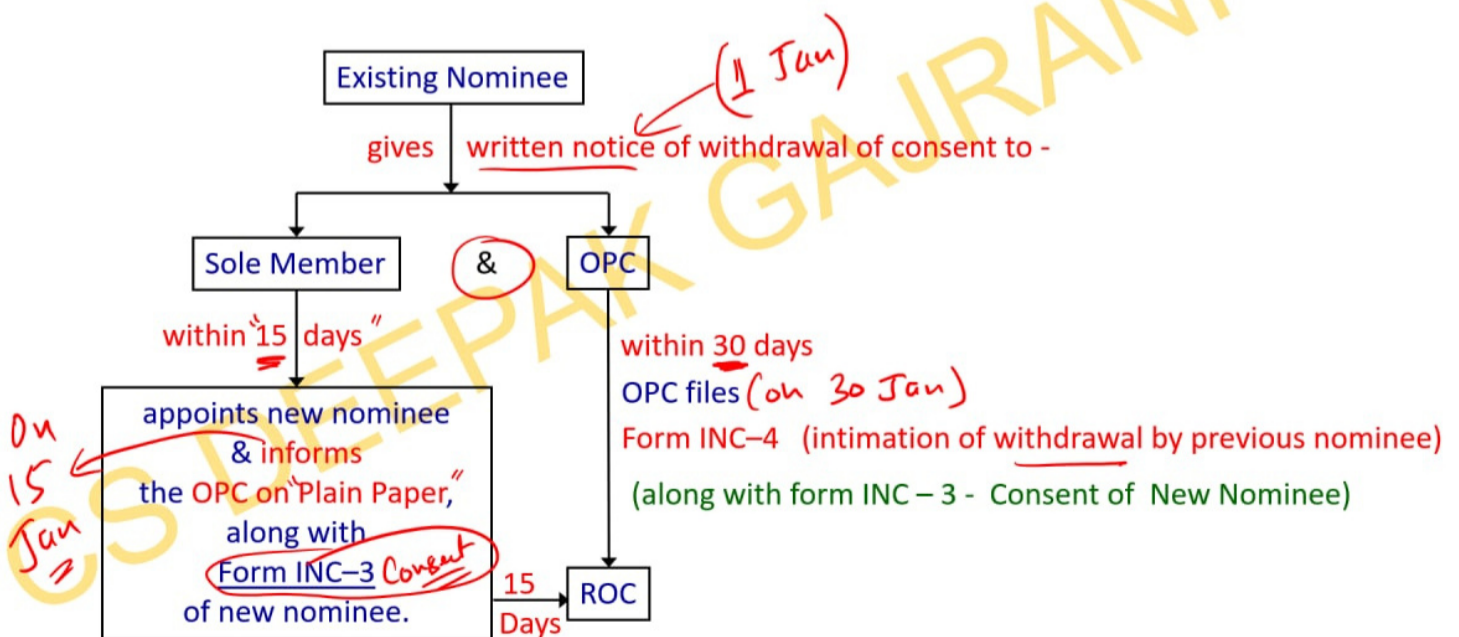 Existing Nominee
(1 Jan)
gives written notice of withdrawal of consent to -
Sole Member
&
OPC
within "15 days"
within 30 days
OPC files (on 30 Jan)
Form INC–4 (intimation of withdrawal by previous nominee)
(along with form INC – 3 - Consent of New Nominee)
appoints new nominee
& informs
the OPC on "Plain Paper,"
along with
Form INC–3 Consent
of new nominee.
On
15
Jan
15
Days
ROC
CS DEEPAK GAJRANI